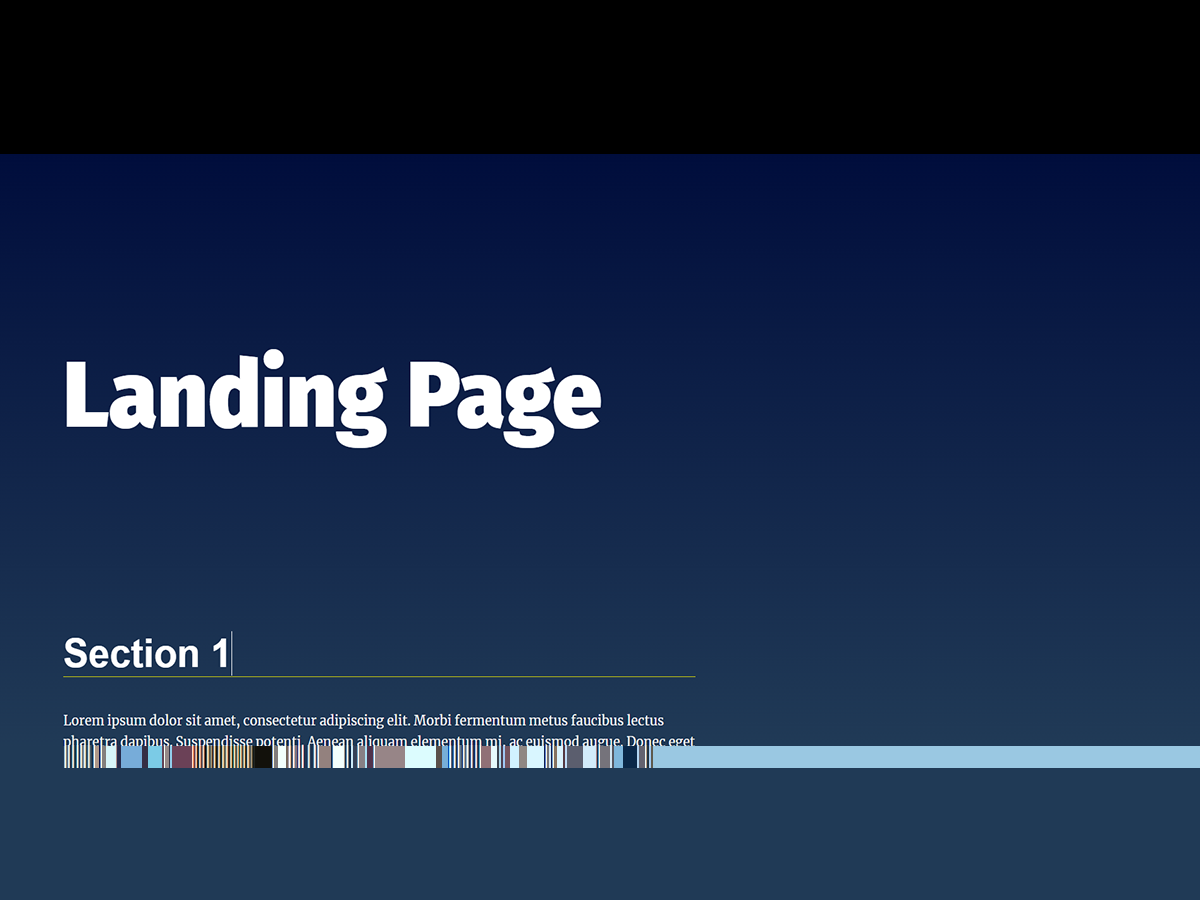 Landing Page
Section 1
Lorem ipsum dolor sit amet, consectetur adipiscing elit. Morbi fermentum metus faucibus lectus
pharetra dapibus. Suspendisse potenti. Aenean aliquam elementum mi, ac euismod augue. Donec eget